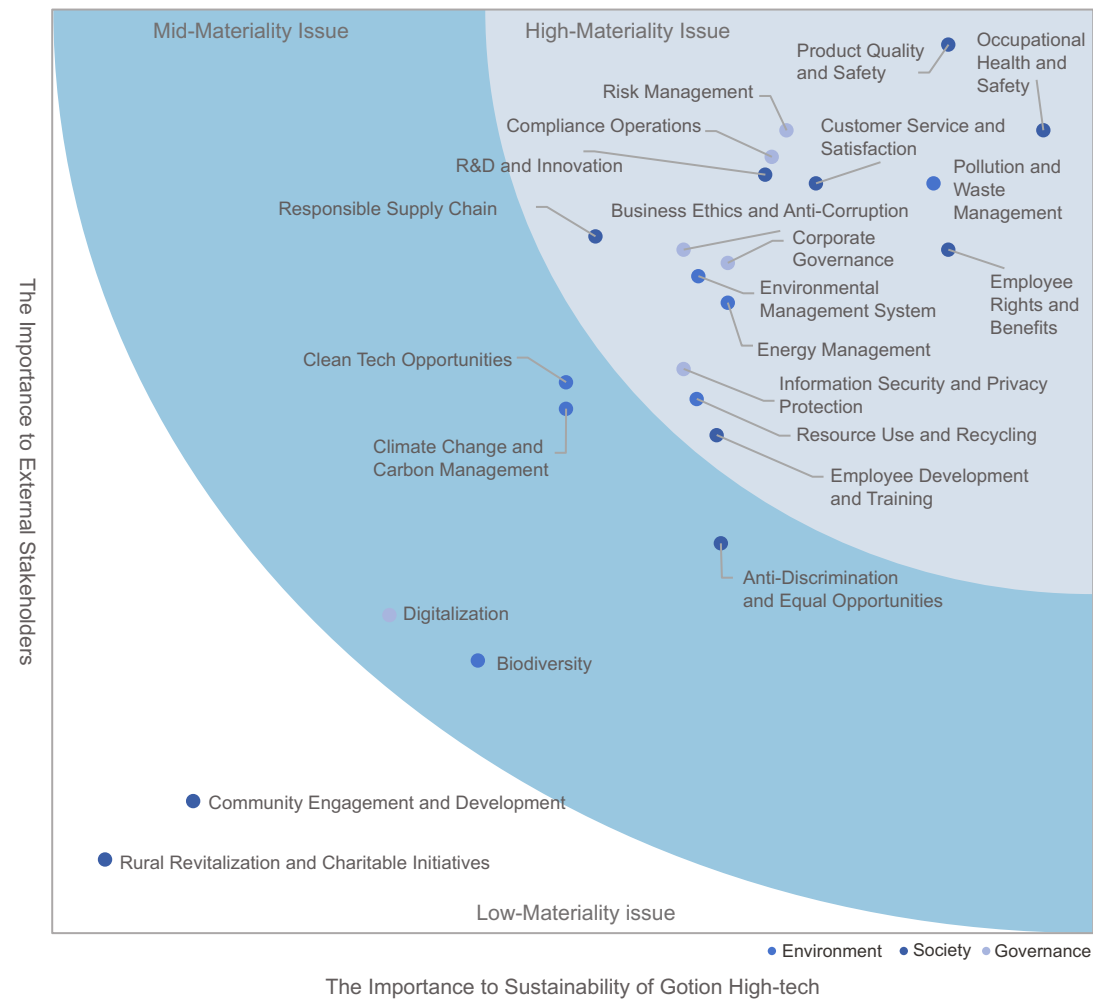 Mid-Materiality Issue
High-Materiality Issue
Product Quality
and Safety
Occupational
Health and
Safety
Risk Management
Compliance Operations
Customer Service and
Satisfaction
R&D and Innovation
Pollution and
Waste
Management
Responsible Supply Chain
Business Ethics and Anti-Corruption
Corporate
Governance
Environmental
Management System
Employee
Rights and
Benefits
Energy Management
Clean Tech Opportunities
Information Security and Privacy
Protection
Climate Change and
Carbon Management
Resource Use and Recycling
Employee Development
and Training
The Importance to External Stakeholders
Anti-Discrimination
and Equal Opportunities
Digitalization
Biodiversity
Community Engagement and Development
Rural Revitalization and Charitable Initiatives
Low-Materiality issue
Environment
Society
Governance
The Importance to Sustainability of Gotion High-tech